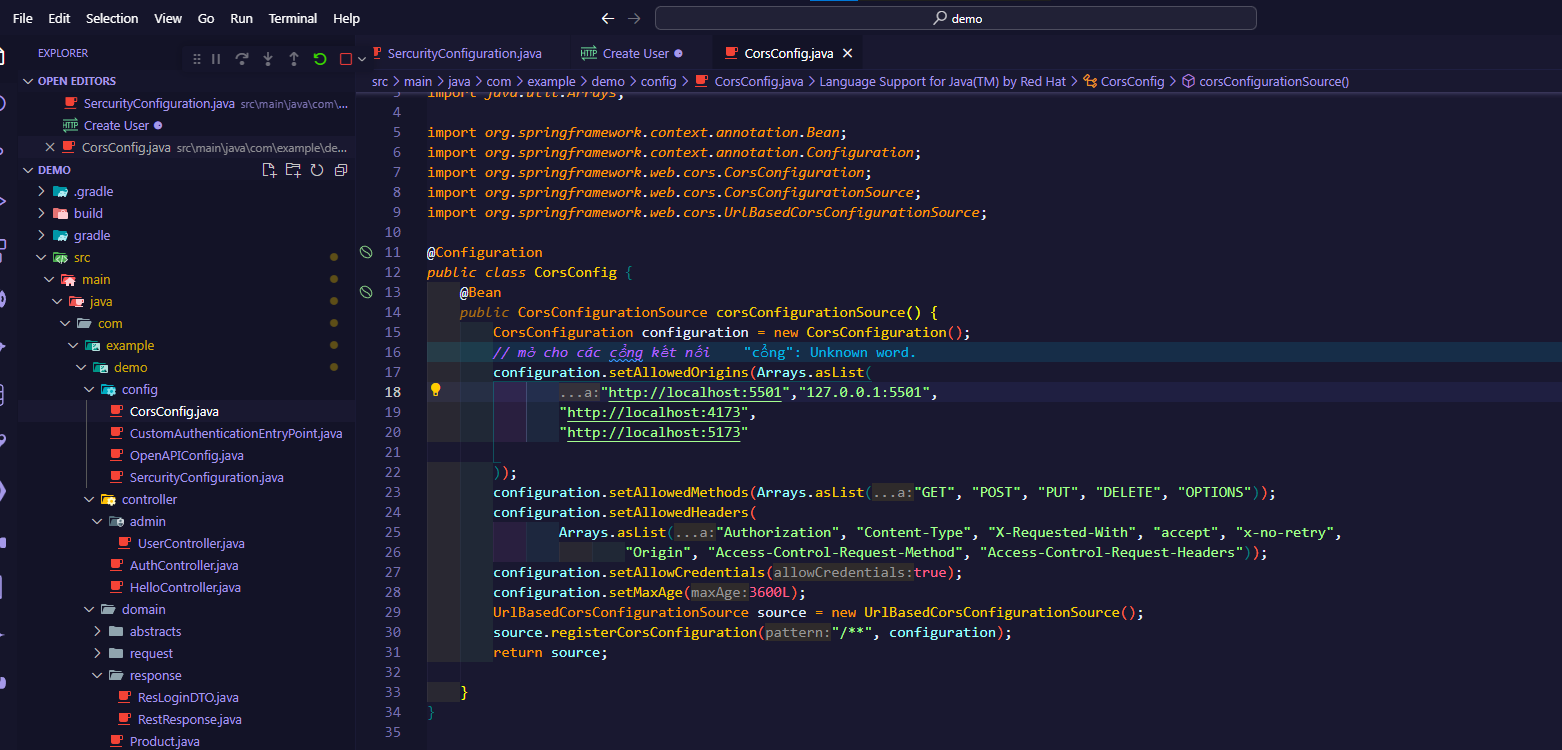 File Edit Selection View Go Run Terminal Help
demo
EXPLORER
OPEN EDITORS
SercurityConfiguration.java src\main\java\com\...
Create User
CorsConfig.java src\main\java\com\example\de...
DEMO
.gradle
build
gradle
src
main
java
com
example
demo
config
CorsConfig.java
CustomAuthenticationEntryPoint.java
OpenAPIConfig.java
SercurityConfiguration.java
controller
admin
UserController.java
AuthController.java
HelloController.java
domain
abstracts
request
response
ResLoginDTO.java
RestResponse.java
Product.java
SercurityConfiguration.java Create User CorsConfig.java
src > main > java > com > example > demo > config > CorsConfig.java > Language Support for Java(TM) by Red Hat > CorsConfig > corsConfigurationSource()
3 import java.util.Arrays;
4
5 import org.springframework.context.annotation.Bean;
6 import org.springframework.context.annotation.Configuration;
7 import org.springframework.web.cors.CorsConfiguration;
8 import org.springframework.web.cors.CorsConfigurationSource;
9 import org.springframework.web.cors.UrlBasedCorsConfigurationSource;
10
11 @Configuration
12 public class CorsConfig {
13 @Bean
14 public CorsConfigurationSource corsConfigurationSource() {
15 CorsConfiguration configuration = new CorsConfiguration();
16 // mở cho các cổng kết nối "cổng": Unknown word.
17 configuration.setAllowedOrigins(Arrays.asList(
18 ...a:"http://localhost:5501","127.0.0.1:5501",
19 "http://localhost:4173",
20 "http://localhost:5173"
21
22 ));
23 configuration.setAllowedMethods(Arrays.asList(...a:"GET", "POST", "PUT", "DELETE", "OPTIONS"));
24 configuration.setAllowedHeaders(
25 Arrays.asList(...a:"Authorization", "Content-Type", "X-Requested-With", "accept", "x-no-retry",
26 "Origin", "Access-Control-Request-Method", "Access-Control-Request-Headers"));
27 configuration.setAllowCredentials(allowCredentials:true);
28 configuration.setMaxAge(maxAge:3600L);
29 UrlBasedCorsConfigurationSource source = new UrlBasedCorsConfigurationSource();
30 source.registerCorsConfiguration(pattern:"/**", configuration);
31 return source;
32
33 }
34 }
35